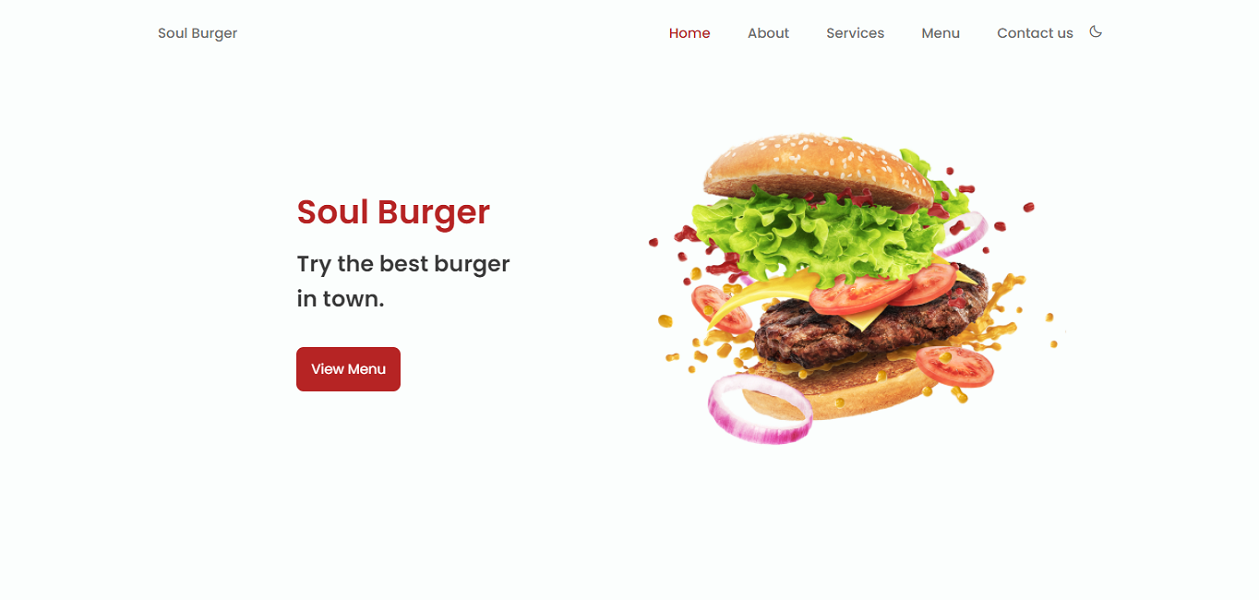 Soul Burger
Home About Services Menu Contact us
Soul Burger
Try the best burger
in town.
View Menu